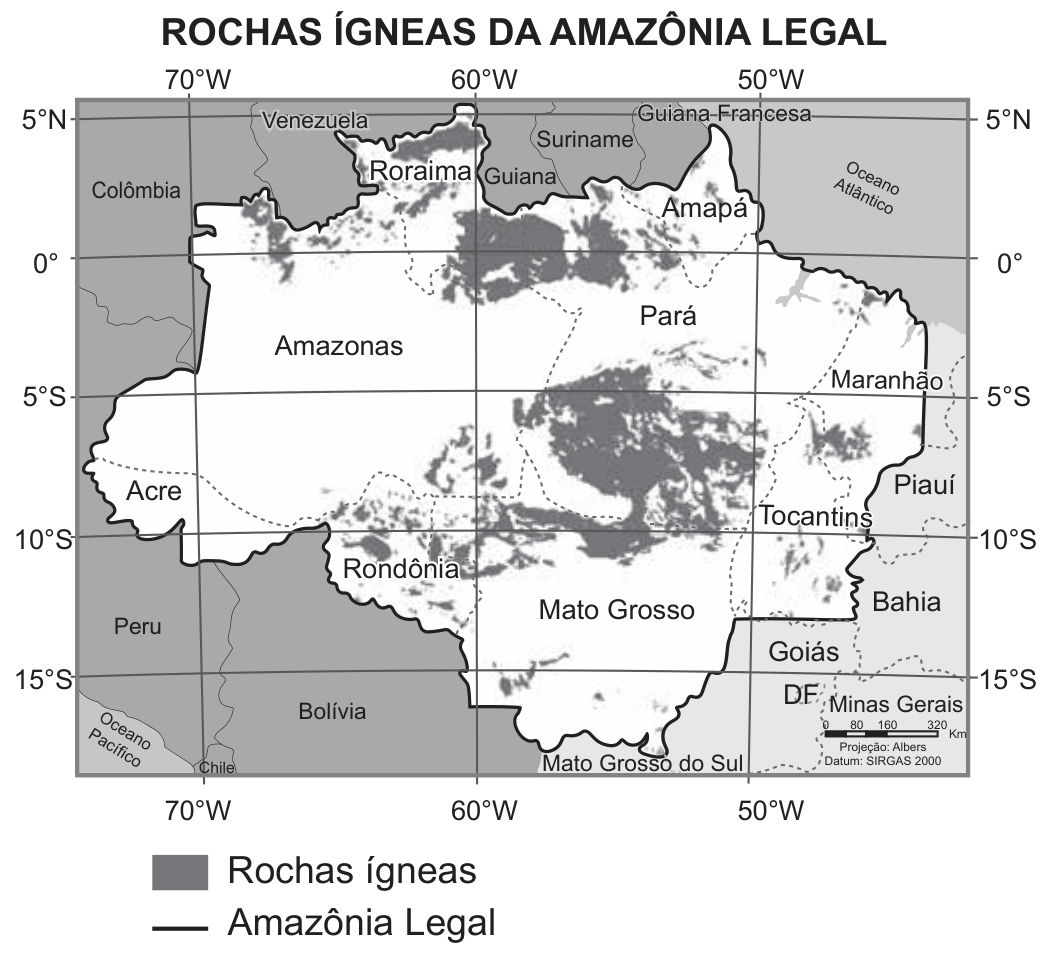 ROCHAS ÍGNEAS DA AMAZÔNIA LEGAL
70°W
60°W
50°W
5°N
Venezuela
Guiana Francesa
5°N
Suriname
Roraima
Guiana
Colômbia
Oceano
Atlântico
Amapá
0°
0°
Pará
Amazonas
5°S
Maranhão
5°S
Acre
Piauí
Tocantins
10°S
10°S
Rondônia
Mato Grosso
Bahia
Peru
Goiás
15°S
15°S
DF
Minas Gerais
Bolívia
0 80 160 320
Km
Oceano
Pacífico
Projeção: Albers
Datum: SIRGAS 2000
Chile
Mato Grosso do Sul
70°W
60°W
50°W
Rochas ígneas
Amazônia Legal